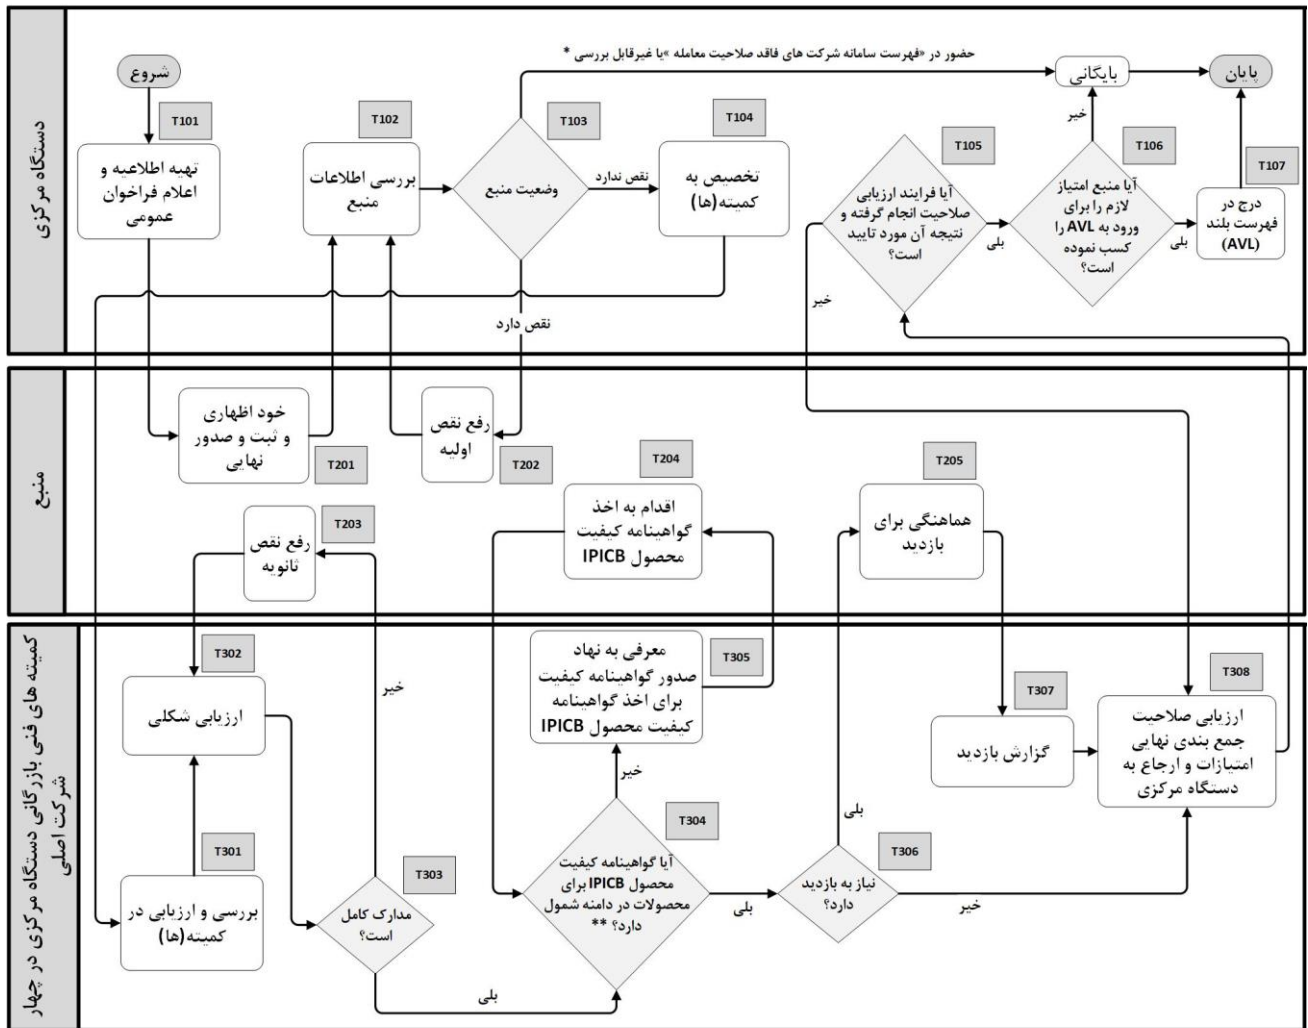 دستگاه مرکزی
شروع
T101
تهیه اطلاعیه و
اعلام فراخوان
عمومی
T102
بررسی اطلاعات
منبع
حضور در «فهرست سامانه شرکت های فاقد صلاحیت معامله »یا غیرقابل بررسی *
T103
وضعیت منبع
نقص ندارد
نقص دارد
T104
تخصیص به
کمیته(ها)
T105
آیا فرایند ارزیابی
صلاحیت انجام گرفته و
نتیجه آن مورد تایید
است؟
بلی
خیر
بایگانی
خیر
T106
آیا منبع امتیاز
لازم را برای
ورود به AVL را
کسب نموده
است؟
بلی
پایان
T107
درج در
فهرست بلند
(AVL)
منبع
خود اظهاری
و ثبت و صدور
نهایی
T201
رفع نقص
اولیه
T202
T203
رفع نقص
ثانویه
T204
اقدام به اخذ
گواهینامه کیفیت
محصول IPICB
T205
هماهنگی برای
بازدید
کمیته های فنی بازرگانی دستگاه مرکزی در چهار
شرکت اصلی
T302
ارزیابی شکلی
T301
بررسی و ارزیابی در
کمیته(ها)
خیر
T303
مدارک کامل
است؟
بلی
T305
معرفی به نهاد
صدور گواهینامه کیفیت
برای اخذ گواهینامه
کیفیت محصول IPICB
خیر
T304
آیا گواهینامه کیفیت
محصول IPICB برای
محصولات در دامنه شمول
دارد؟ **
بلی
بلی
T306
نیاز به بازدید
دارد؟
خیر
T307
گزارش بازدید
T308
ارزیابی صلاحیت
جمع بندی نهایی
امتیازات و ارجاع به
دستگاه مرکزی